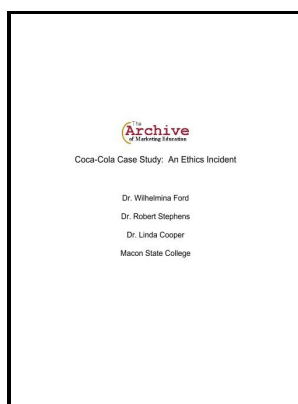 The
Archive
of Marketing Education
Coca-Cola Case Study: An Ethics Incident
Dr. Wilhelmina Ford
Dr. Robert Stephens
Dr. Linda Cooper
Macon State College